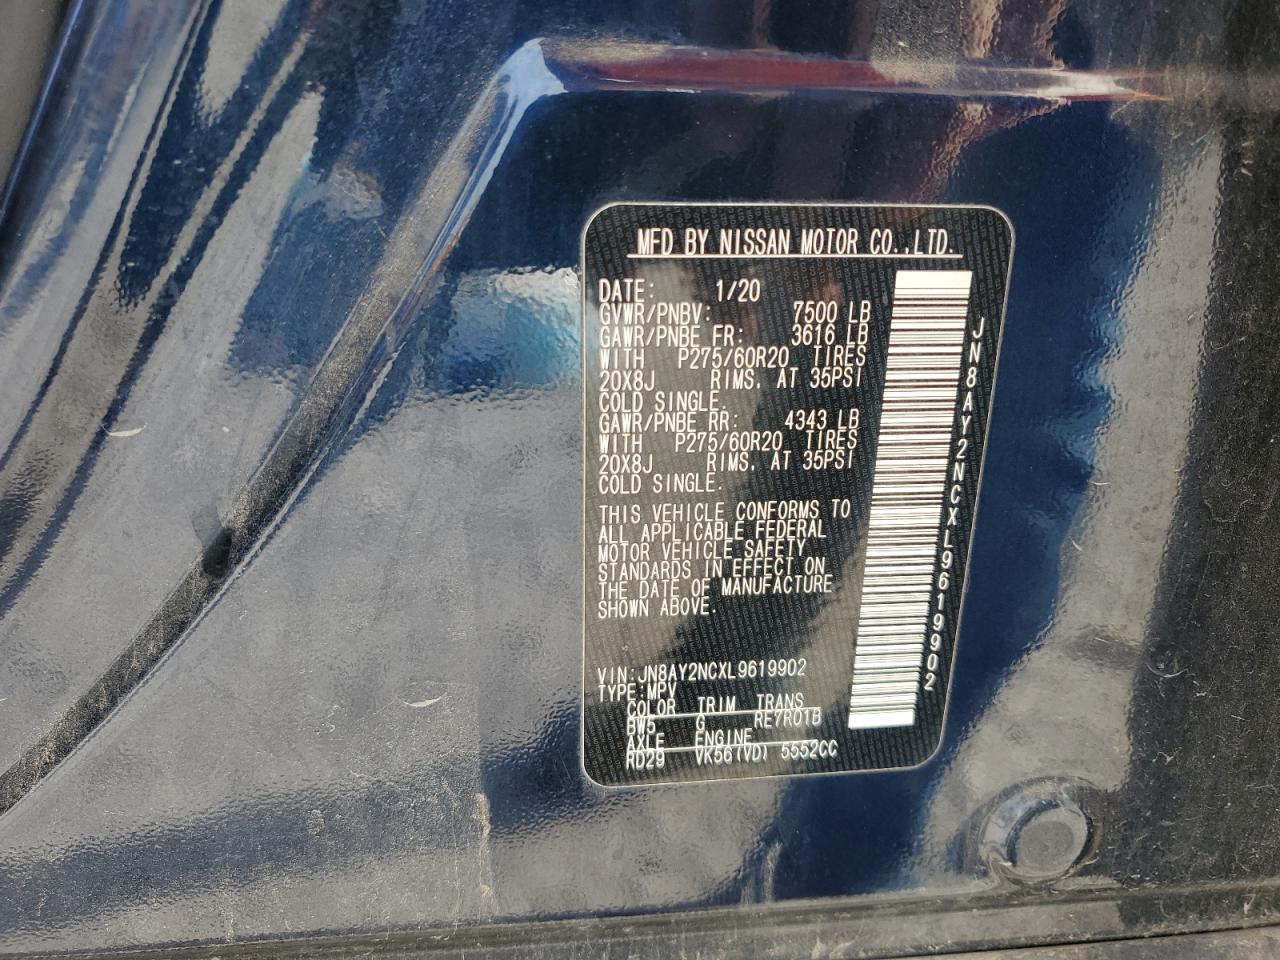 MFD BY NISSAN MOTOR CO.,LTD.
DATE: 1/20
GVWR/PNBV: 7500 LB
GAWR/PNBE FR: 3616 LB
WITH P275/60R20 TIRES
20X8J RIMS. AT 35PSI
COLD SINGLE.
GAWR/PNBE RR: 4343 LB
WITH P275/60R20 TIRES
20X8J RIMS. AT 35PSI
COLD SINGLE.
THIS VEHICLE CONFORMS TO
ALL APPLICABLE FEDERAL
MOTOR VEHICLE SAFETY
STANDARDS IN EFFECT ON
THE DATE OF MANUFACTURE
SHOWN ABOVE.
VIN:JN8AY2NCXL9619902
TYPE:MPV
COLOR TRIM TRANS
BW5 G RE7R01B
AXLE ENGINE
RD29 VK56(VD) 5552CC
JN8AY2NCXL9619902